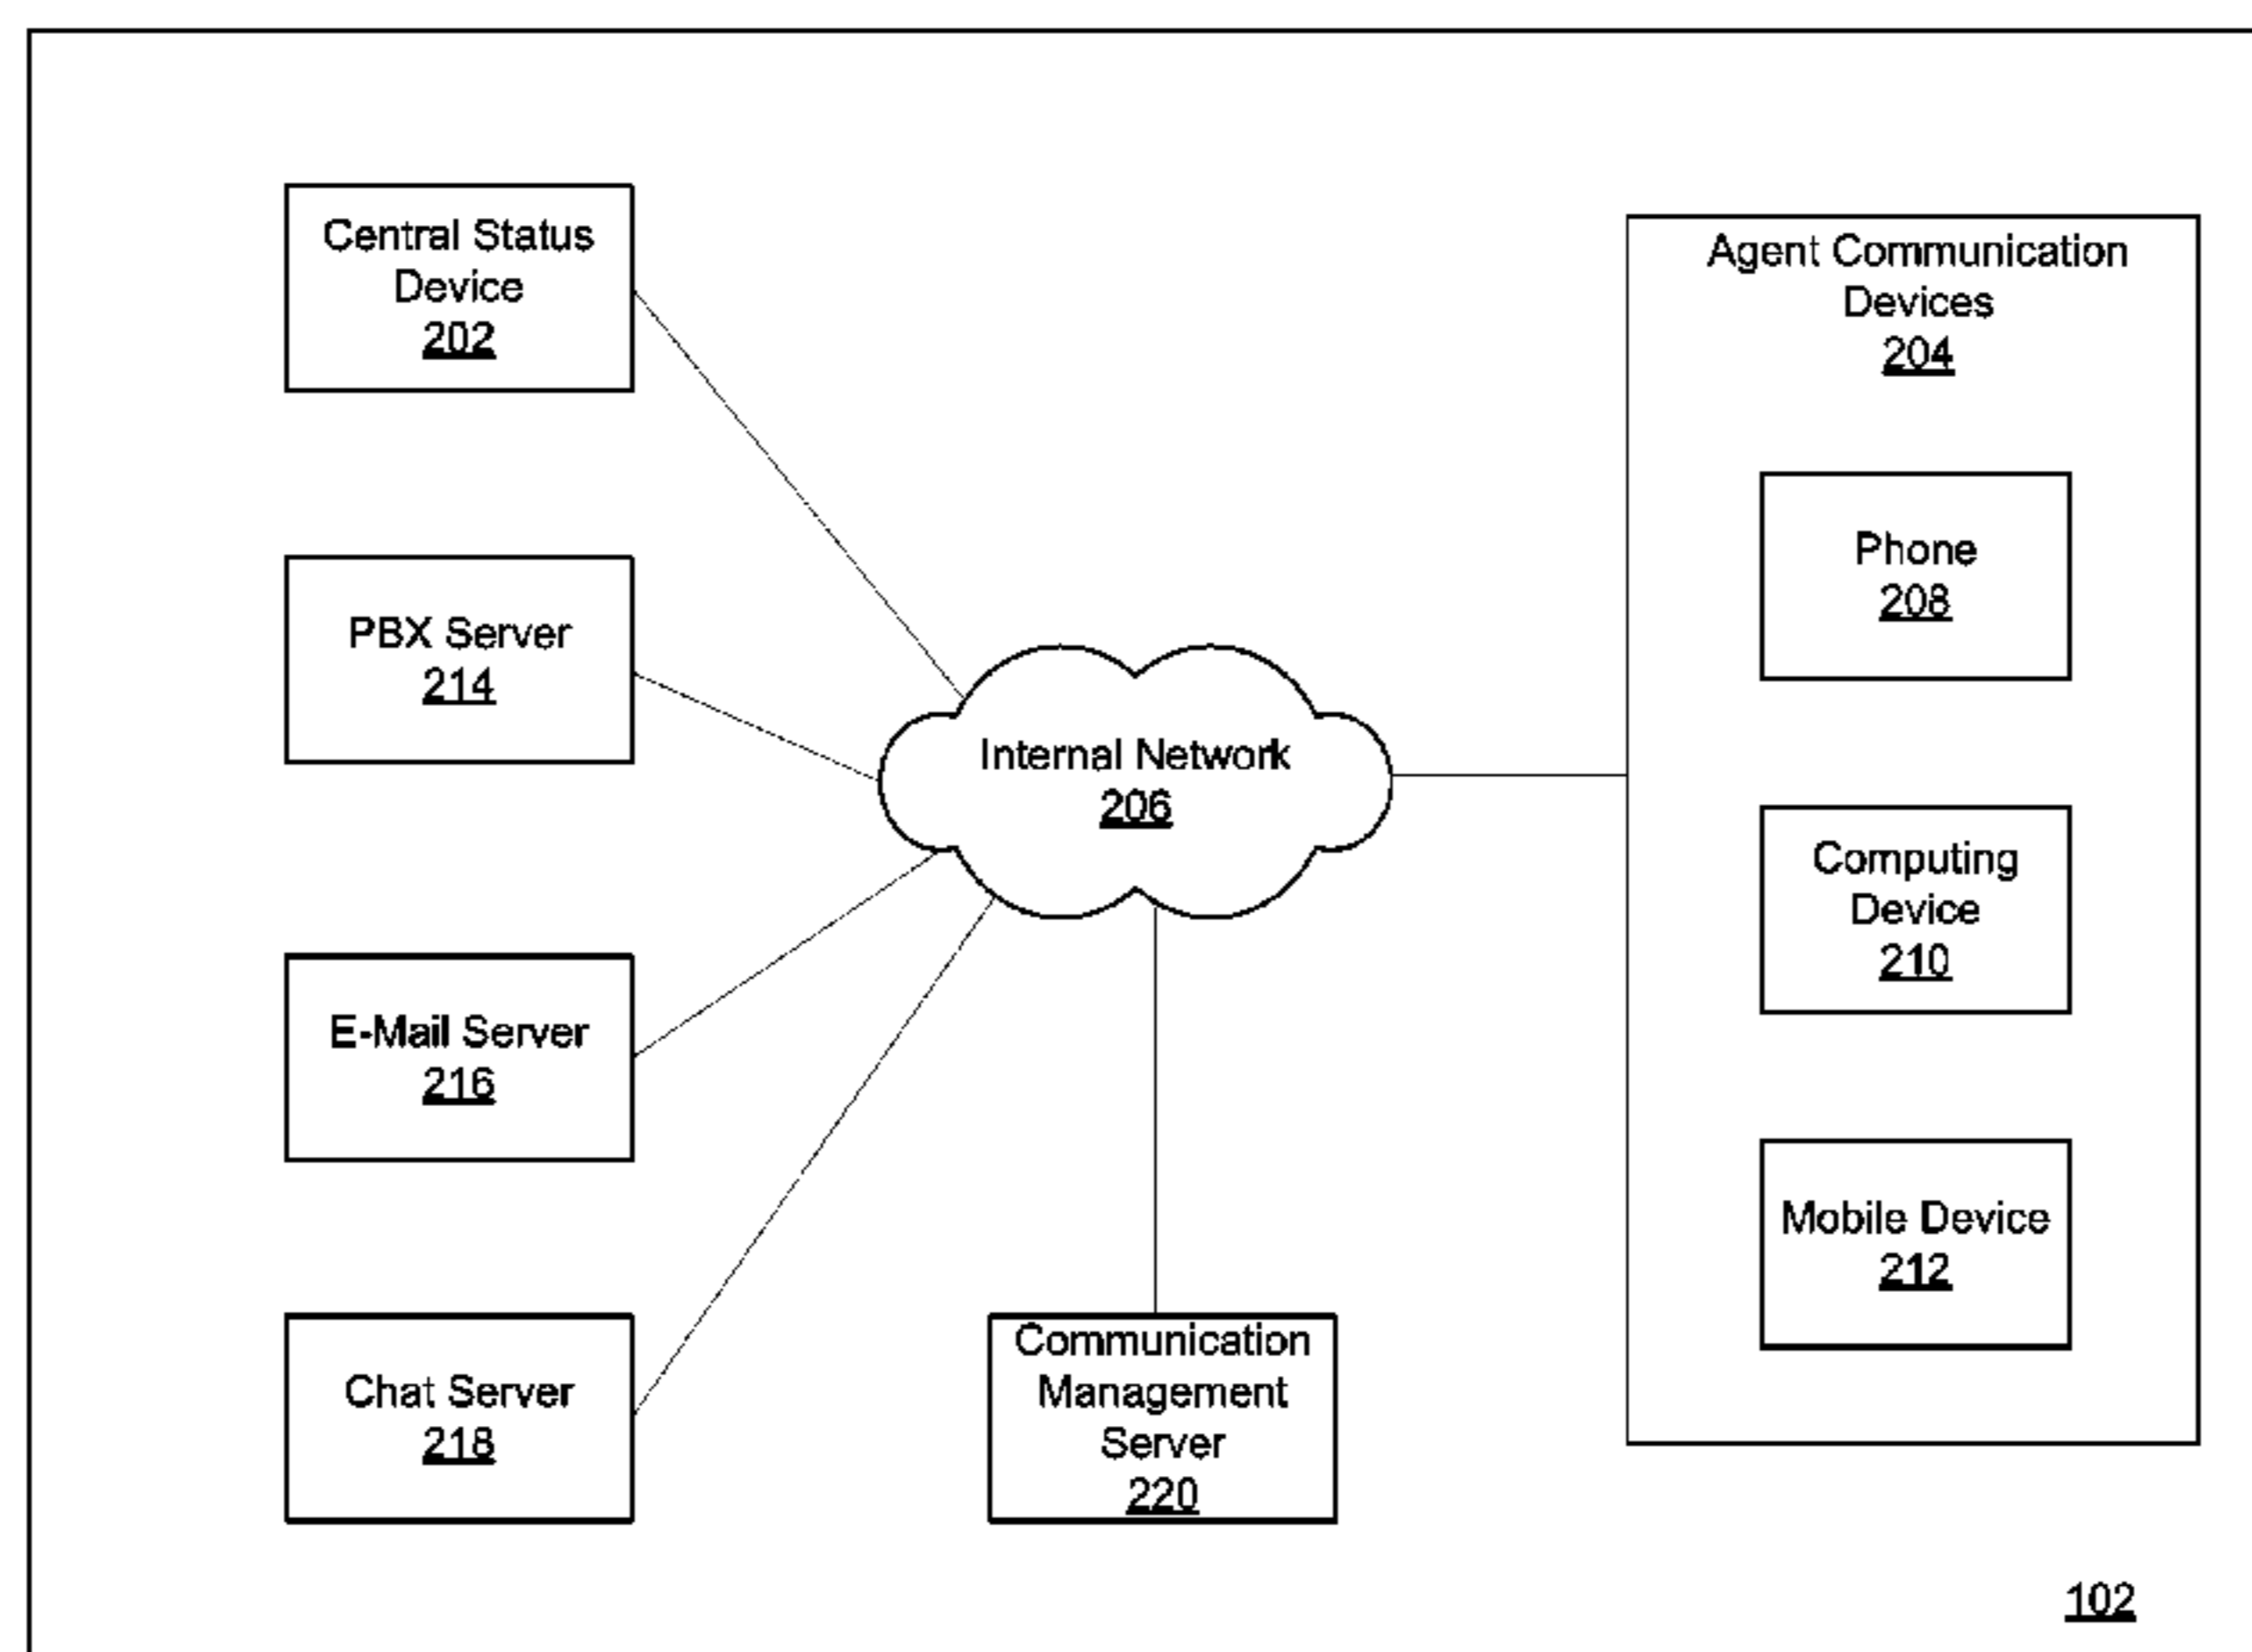 Central Status
Device
202
PBX Server
214
E-Mail Server
216
Chat Server
218
Internal Network
206
Communication
Management
Server
220
Agent Communication
Devices
204
Phone
208
Computing
Device
210
Mobile Device
212
102